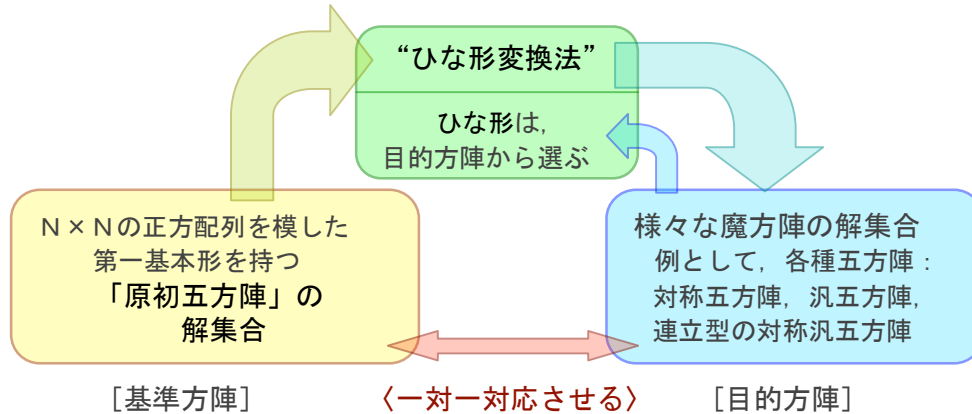 “ひな形変換法”
ひな形は,
目的方陣から選ぶ
N×Nの正方配列を模した
第一基本形を持つ
「原初五方陣」の
解集合
様々な魔方陣の解集合
例として, 各種五方陣:
対称五方陣, 汎五方陣,
連立型の対称汎五方陣
[基準方陣]
〈一対一対応させる〉
[目的方陣]